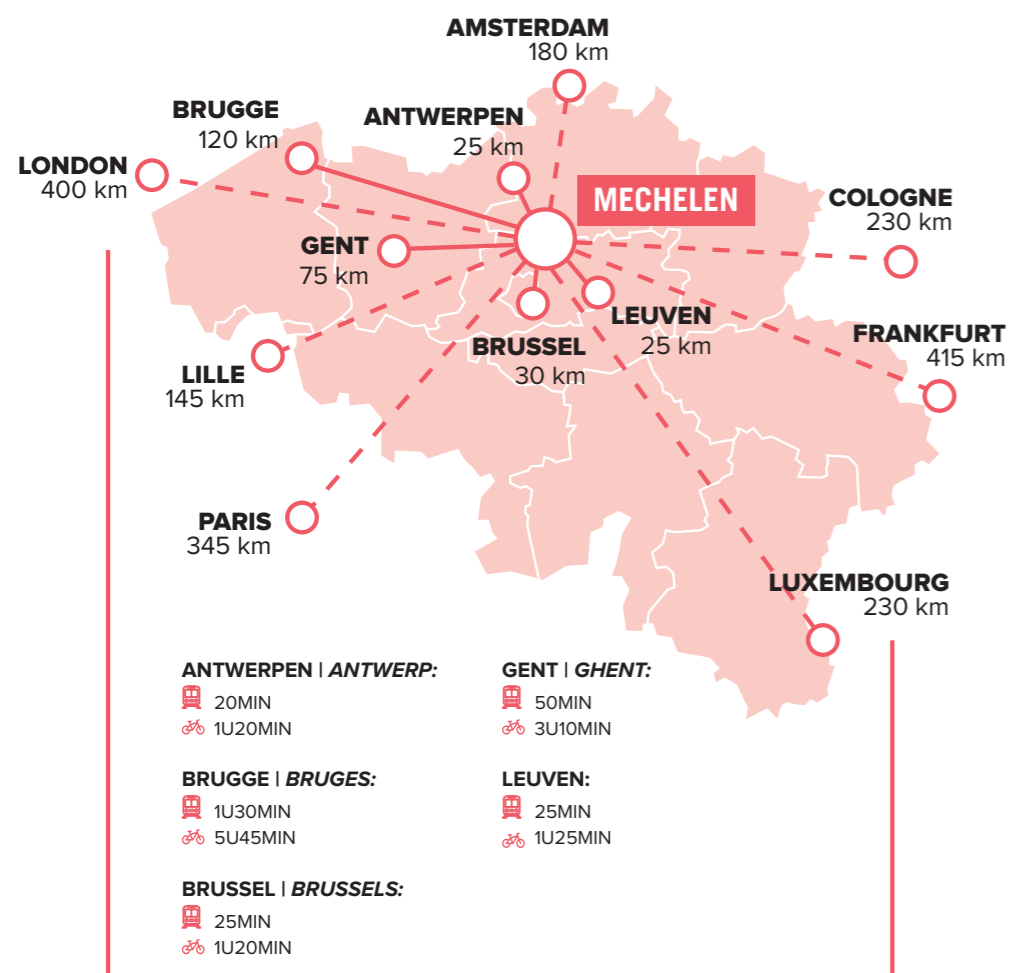 AMSTERDAM
180 km
BRUGGE
120 km
ANTWERPEN
25 km
LONDON
400 km
MECHELEN
COLOGNE
230 km
GENT
75 km
LEUVEN
25 km
BRUSSEL
30 km
FRANKFURT
415 km
LILLE
145 km
PARIS
345 km
LUXEMBOURG
230 km
ANTWERPEN | ANTWERP:
20MIN
1U20MIN
BRUGGE | BRUGES:
1U30MIN
5U45MIN
BRUSSEL | BRUSSELS:
25MIN
1U20MIN
GENT | GHENT:
50MIN
3U10MIN
LEUVEN:
25MIN
1U25MIN